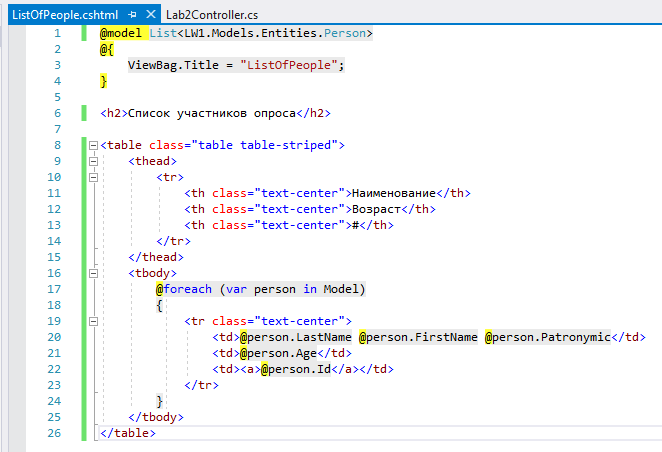 ListOfPeople.cshtml Lab2Controller.cs
1 @model List<LW1.Models.Entities.Person>
2 @{
3 ViewBag.Title = "ListOfPeople";
4 }
5
6 <h2>Список участников опроса</h2>
7
8 <table class="table table-striped">
9 <thead>
10 <tr>
11 <th class="text-center">Наименование</th>
12 <th class="text-center">Возраст</th>
13 <th class="text-center">#</th>
14 </tr>
15 </thead>
16 <tbody>
17 @foreach (var person in Model)
18 {
19 <tr class="text-center">
20 <td>@person.LastName @person.FirstName @person.Patronymic</td>
21 <td>@person.Age</td>
22 <td><a>@person.Id</a></td>
23 </tr>
24 }
25 </tbody>
26 </table>